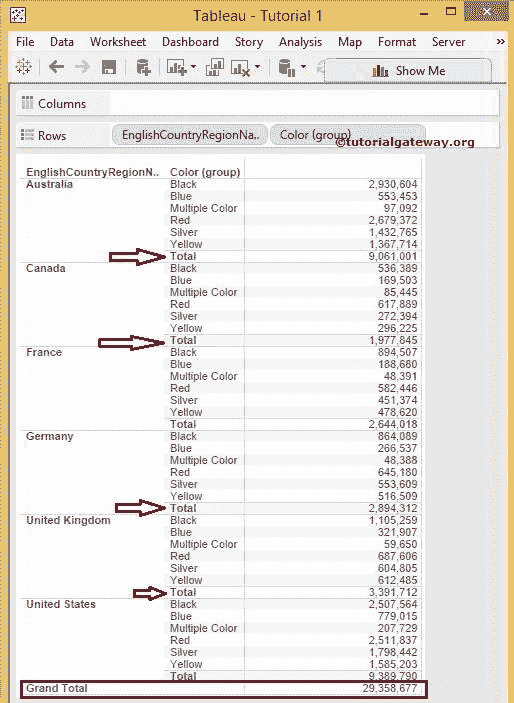 Tableau - Tutorial 1
File Data Worksheet Dashboard Story Analysis Map Format Server »
Show Me
Columns
Rows EnglishCountryRegionNa.. Color (group)
©tutorialgateway.org
EnglishCountryRegionN.. Color (group)
Australia Black 2,930,604
Blue 553,453
Multiple Color 97,092
Red 2,679,372
Silver 1,432,765
Yellow 1,367,714
Total 9,061,001
Canada Black 536,389
Blue 169,503
Multiple Color 85,445
Red 617,889
Silver 272,394
Yellow 296,225
Total 1,977,845
France Black 894,507
Blue 188,680
Multiple Color 48,391
Red 582,446
Silver 451,374
Yellow 478,620
Total 2,644,018
Germany Black 864,089
Blue 266,537
Multiple Color 48,388
Red 645,180
Silver 553,609
Yellow 516,509
Total 2,894,312
United Kingdom Black 1,105,259
Blue 321,907
Multiple Color 59,650
Red 687,606
Silver 604,805
Yellow 612,485
Total 3,391,712
United States Black 2,507,564
Blue 779,015
Multiple Color 207,729
Red 2,511,837
Silver 1,798,442
Yellow 1,585,203
Total 9,389,790
Grand Total 29,358,677